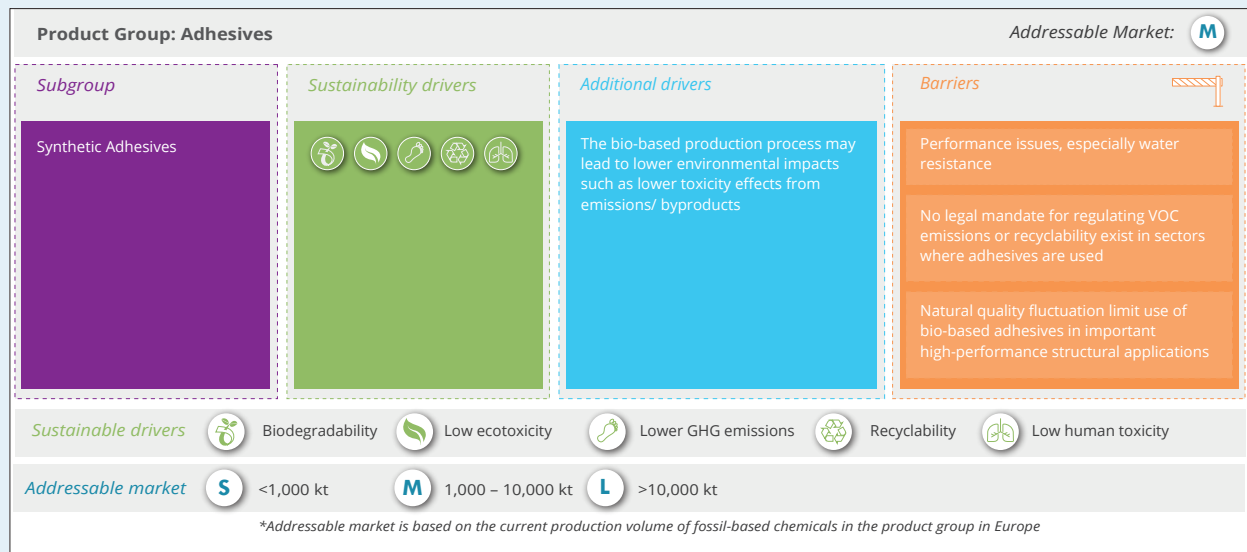 Product Group: Adhesives
Addressable Market:
M
Subgroup
Synthetic Adhesives
Sustainability drivers
Additional drivers
The bio-based production process may
lead to lower environmental impacts
such as lower toxicity effects from
emissions/ byproducts
Barriers
Performance issues, especially water
resistance
No legal mandate for regulating VOC
emissions or recyclability exist in sectors
where adhesives are used
Natural quality fluctuation limit use of
bio-based adhesives in important
high-performance structural applications
Sustainable drivers
Biodegradability
Low ecotoxicity
Lower GHG emissions
Recyclability
Low human toxicity
Addressable market
S
<1,000 kt
M
1,000 – 10,000 kt
L
>10,000 kt
*Addressable market is based on the current production volume of fossil-based chemicals in the product group in Europe